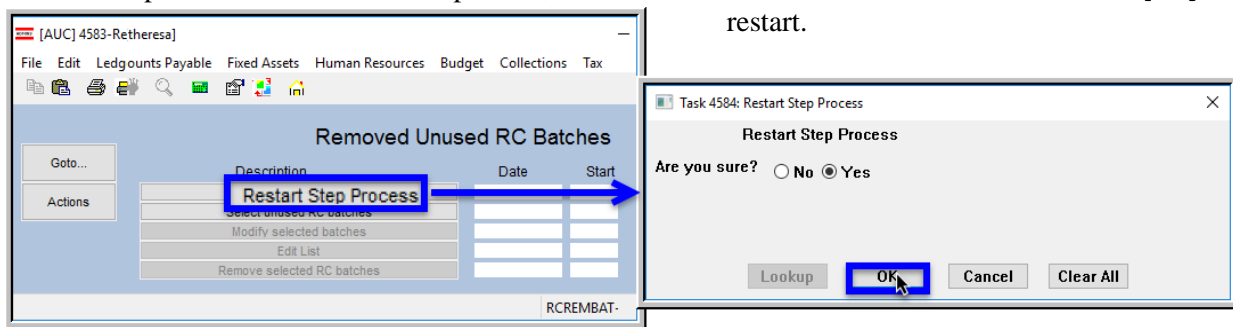 restart.
[AUC] 4583-Retheresa]
File Edit Ledgounts Payable Fixed Assets Human Resources Budget Collections Tax
Removed Unused RC Batches
Goto...
Description Date Start
Actions
Restart Step Process
Select unused RC batches
Modify selected batches
Edit List
Remove selected RC batches
RCREMBAT-
Task 4584: Restart Step Process
Restart Step Process
Are you sure? No Yes
Lookup OK Cancel Clear All